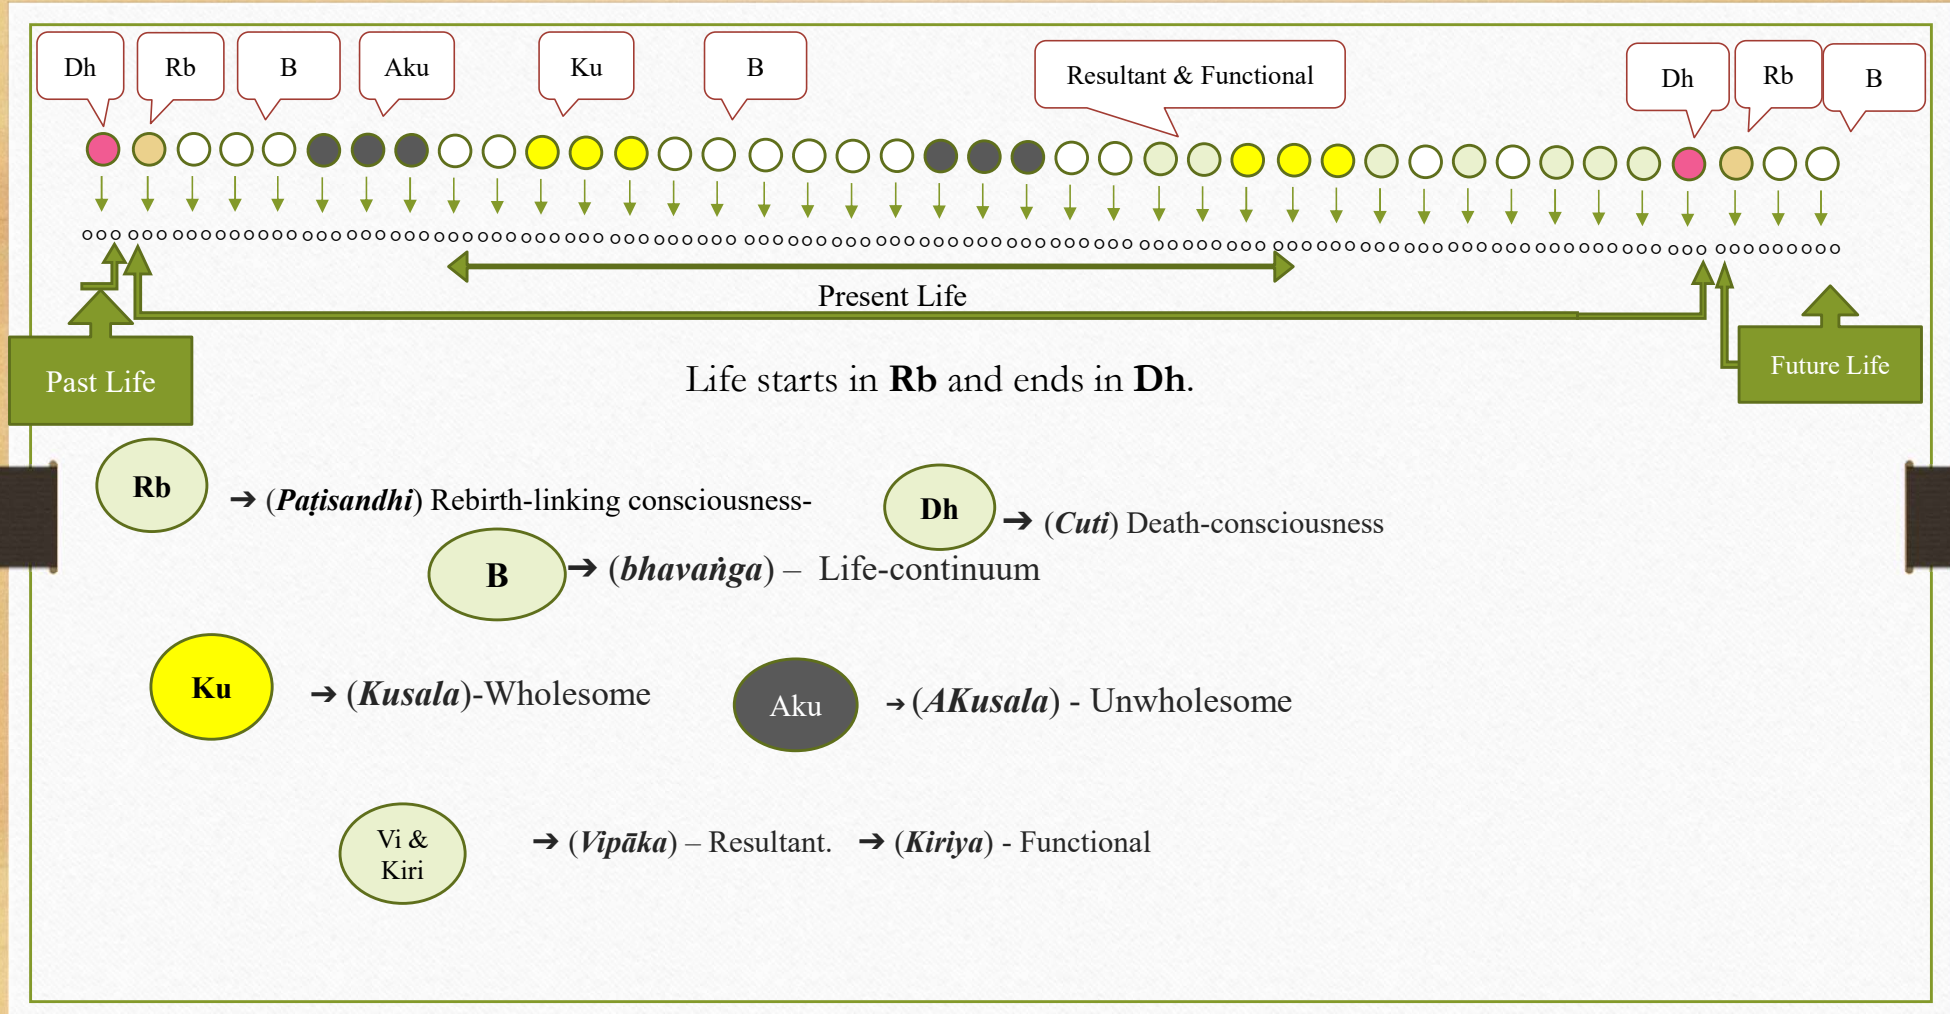 Dh
Rb
B
Aku
Ku
B
Resultant & Functional
Dh
Rb
B
Present Life
Past Life
Future Life
Life starts in Rb and ends in Dh.
Rb
➔ (Paṭisandhi) Rebirth-linking consciousness-
Dh
➔ (Cuti) Death-consciousness
B
➔ (bhavaṅga) – Life-continuum
Ku
➔ (Kusala)-Wholesome
Aku
➔ (AKusala) - Unwholesome
Vi &
Kiri
➔ (Vipāka) – Resultant. ➔ (Kiriya) - Functional